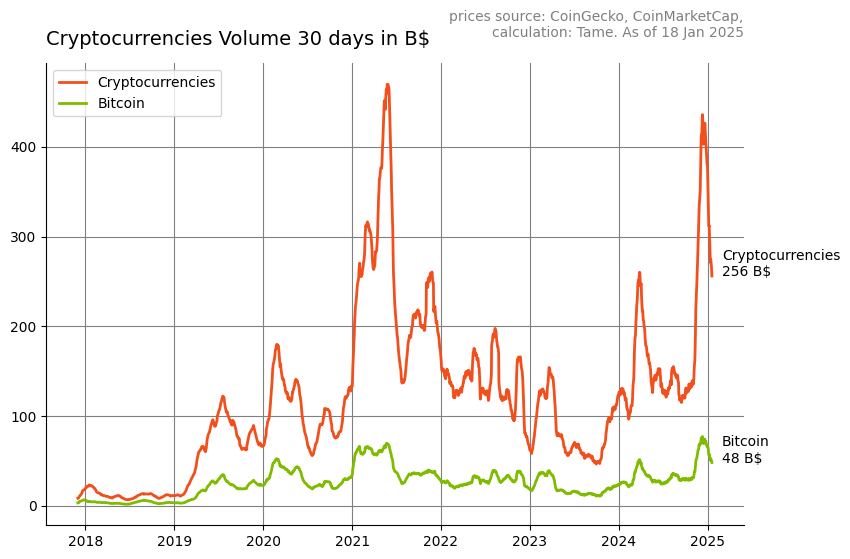 prices source: CoinGecko, CoinMarketCap,
calculation: Tame. As of 18 Jan 2025
Cryptocurrencies Volume 30 days in B$
Cryptocurrencies
Bitcoin
400
300
200
100
0
Cryptocurrencies
256 B$
Bitcoin
48 B$
2018 2019 2020 2021 2022 2023 2024 2025